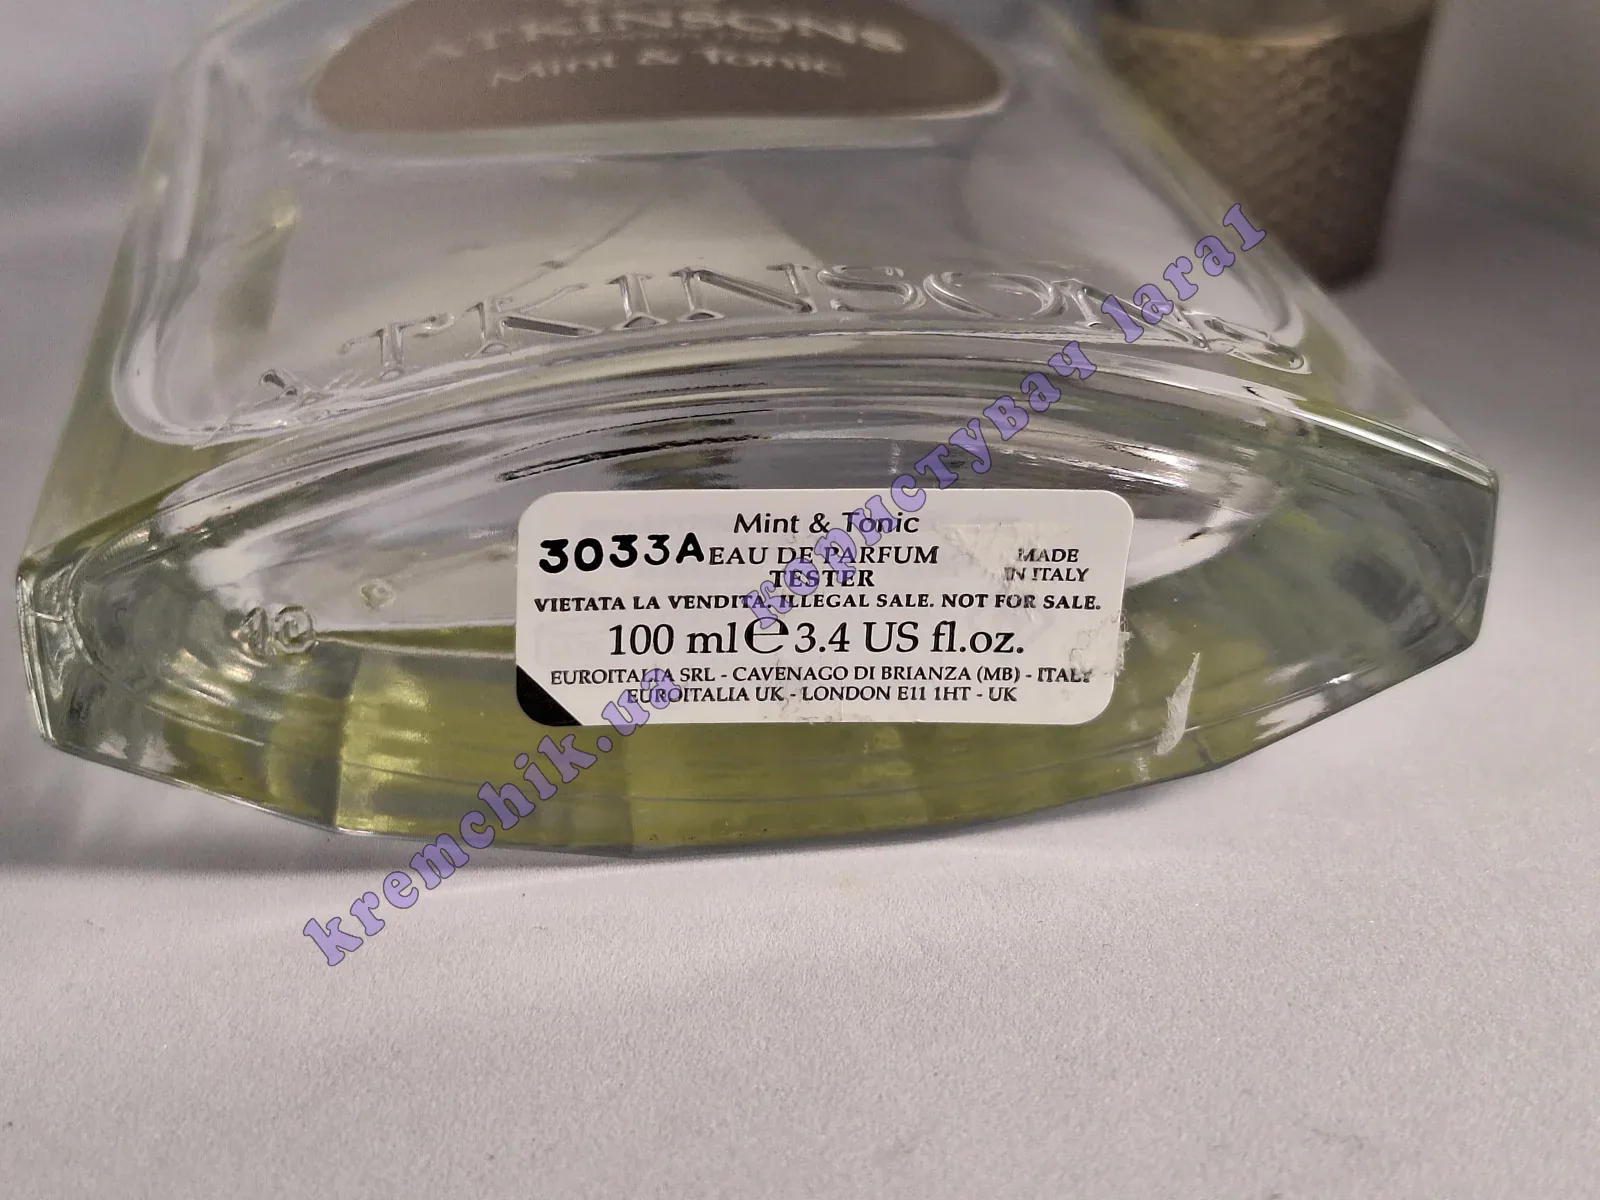 ATKINSONS
Mint & Tonic
ATKINSONS
Mint & Tonic
3033A EAU DE PARFUM
TESTER
MADE
IN ITALY
VIETATA LA VENDITA. ILLEGAL SALE. NOT FOR SALE.
100 ml ℮ 3.4 US fl.oz.
EUROITALIA SRL - CAVENAGO DI BRIANZA (MB) - ITALY
EUROITALIA UK - LONDON E11 1HT - UK
10
kremchik.ua користувач lara1